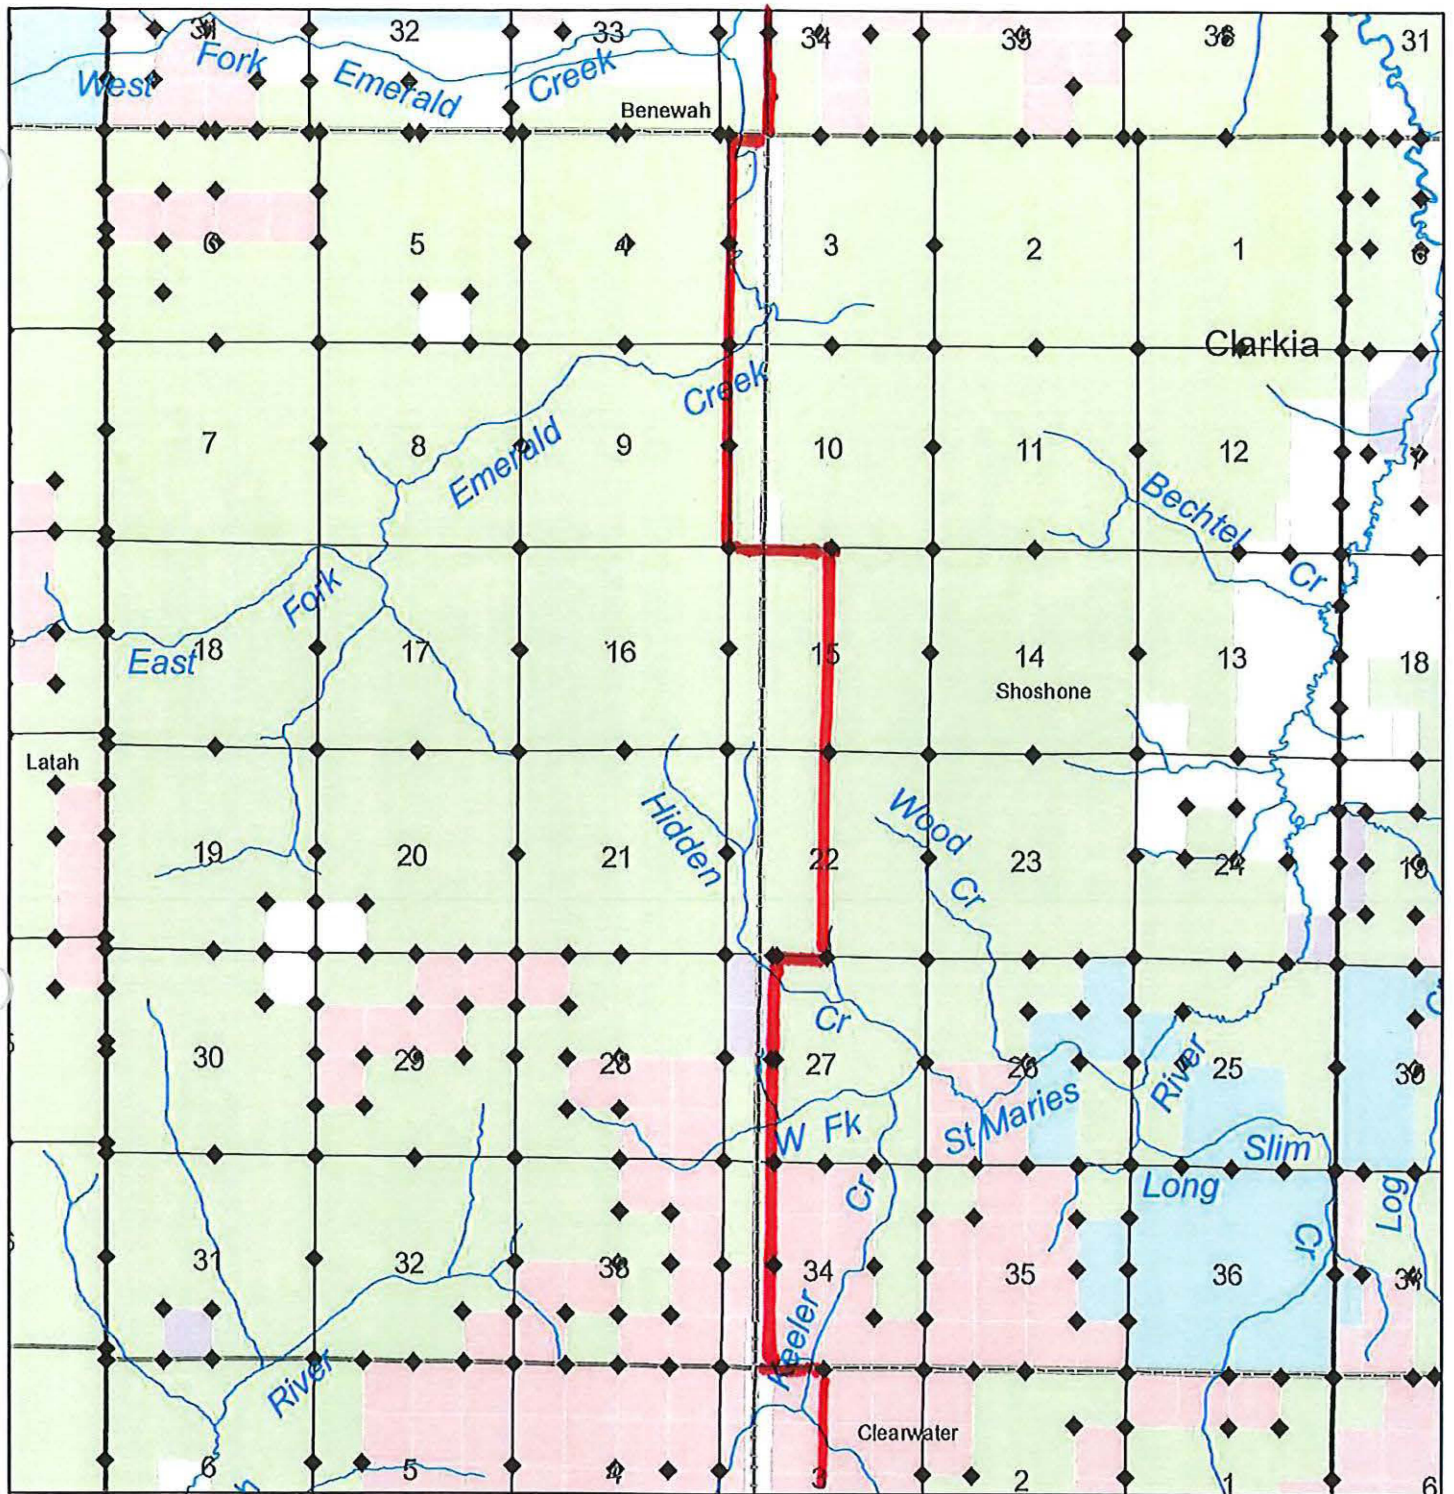 31 32 33 34 35 36 31
West Fork Emerald Creek
Benewah
6 5 4 3 2 1 6
Clarkia
Creek
7 8 9 10 11 12 7
Emerald
Bechtel Cr
Fork
East
18 17 16 15 14 13 18
Shoshone
Latah
Hidden
Wood Cr
19 20 21 22 23 24 19
Cr
30 29 28 27 26 25 30
River
W Fk
St Maries
Slim
Long
Cr
Log
Cr
31 32 33 34 35 36 31
Keeler
River
Clearwater
6 5 4 3 2 1 6